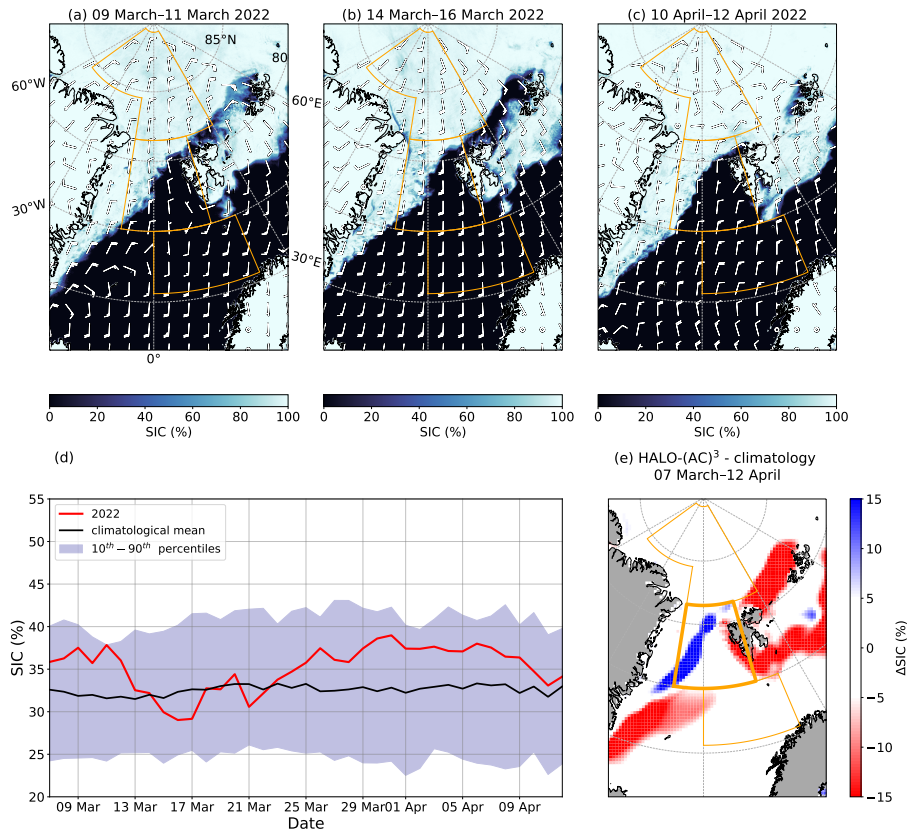 (a) 09 March–11 March 2022
(b) 14 March–16 March 2022
(c) 10 April–12 April 2022
85°N
80
60°W
30°W
0°
60°E
30°E
0 20 40 60 80 100
SIC (%)
0 20 40 60 80 100
SIC (%)
0 20 40 60 80 100
SIC (%)
(d)
55
50
45
40
35
30
25
20
SIC (%)
2022
climatological mean
10th − 90th percentiles
09 Mar 13 Mar 17 Mar 21 Mar 25 Mar 29 Mar 01 Apr 05 Apr 09 Apr
Date
(e) HALO-(AC)³ - climatology
07 March–12 April
15
10
5
0
−5
−10
−15
ΔSIC (%)